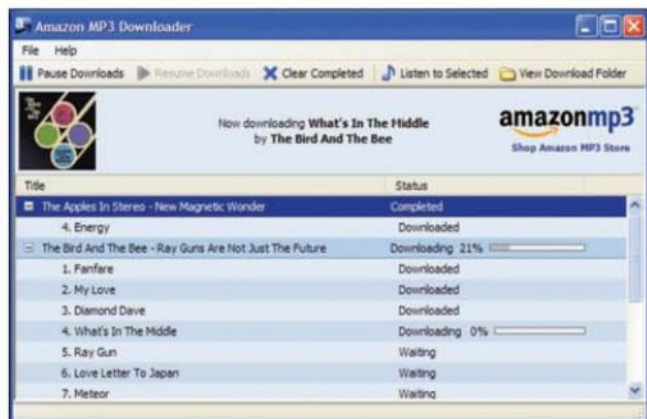 Amazon MP3 Downloader
File Help
Pause Downloads Resume Downloads Clear Completed Listen to Selected View Download Folder
Now downloading What's In The Middle
by The Bird And The Bee
amazonmp3
Shop Amazon MP3 Store
Title Status
The Apples In Stereo - New Magnetic Wonder Completed
4. Energy Downloaded
The Bird And The Bee - Ray Guns Are Not Just The Future Downloading 21%
1. Fanfare Downloaded
2. My Love Downloaded
3. Diamond Dave Downloaded
4. What's In The Middle Downloading 0%
5. Ray Gun Waiting
6. Love Letter To Japan Waiting
7. Meteor Waiting